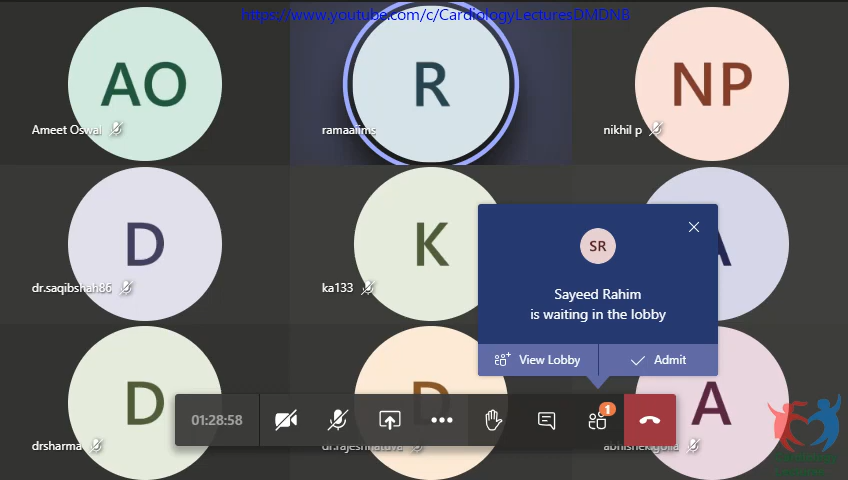 https://www.youtube.com/c/CardiologyLecturesDMDNB
AO
R
NP
Ameet Oswal
ramaaiims
nikhil p
D
K
A
SR
Sayeed Rahim
is waiting in the lobby
dr.saqibshah86
ka133
View Lobby
Admit
D
D
A
01:28:58
1
drsharma